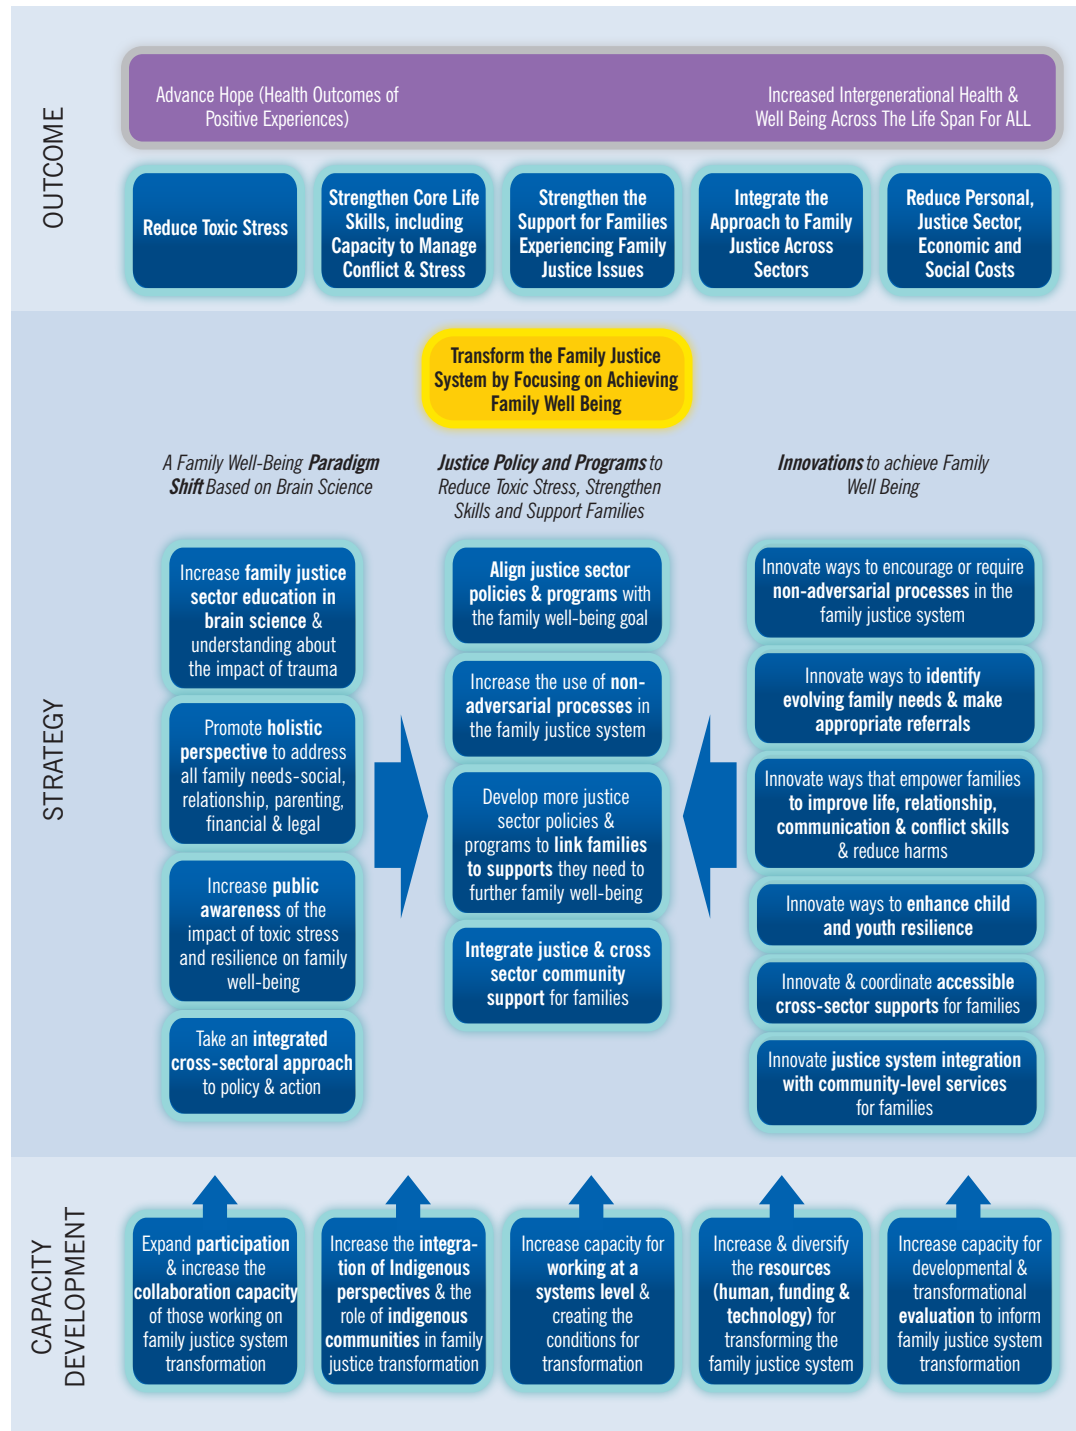 OUTCOME
Advance Hope (Health Outcomes of
Positive Experiences)
Increased Intergenerational Health &
Well Being Across The Life Span For ALL
Reduce Toxic Stress
Strengthen Core Life
Skills, including
Capacity to Manage
Conflict & Stress
Strengthen the
Support for Families
Experiencing Family
Justice Issues
Integrate the
Approach to Family
Justice Across
Sectors
Reduce Personal,
Justice Sector,
Economic and
Social Costs
STRATEGY
Transform the Family Justice
System by Focusing on Achieving
Family Well Being
A Family Well-Being Paradigm
Shift Based on Brain Science
Increase family justice
sector education in
brain science &
understanding about
the impact of trauma
Promote holistic
perspective to address
all family needs-social,
relationship, parenting,
financial & legal
Increase public
awareness of the
impact of toxic stress
and resilience on family
well-being
Take an integrated
cross-sectoral approach
to policy & action
Justice Policy and Programs to
Reduce Toxic Stress, Strengthen
Skills and Support Families
Align justice sector
policies & programs with
the family well-being goal
Increase the use of non-
adversarial processes in
the family justice system
Develop more justice
sector policies &
programs to link families
to supports they need to
further family well-being
Integrate justice & cross
sector community
support for families
Innovations to achieve Family
Well Being
Innovate ways to encourage or require
non-adversarial processes in the
family justice system
Innovate ways to identify
evolving family needs & make
appropriate referrals
Innovate ways that empower families
to improve life, relationship,
communication & conflict skills
& reduce harms
Innovate ways to enhance child
and youth resilience
Innovate & coordinate accessible
cross-sector supports for families
Innovate justice system integration
with community-level services
for families
CAPACITY
DEVELOPMENT
Expand participation
& increase the
collaboration capacity
of those working on
family justice system
transformation
Increase the integra-
tion of Indigenous
perspectives & the
role of indigenous
communities in family
justice transformation
Increase capacity for
working at a
systems level &
creating the
conditions for
transformation
Increase & diversify
the resources
(human, funding &
technology) for
transforming the
family justice system
Increase capacity for
developmental &
transformational
evaluation to inform
family justice system
transformation